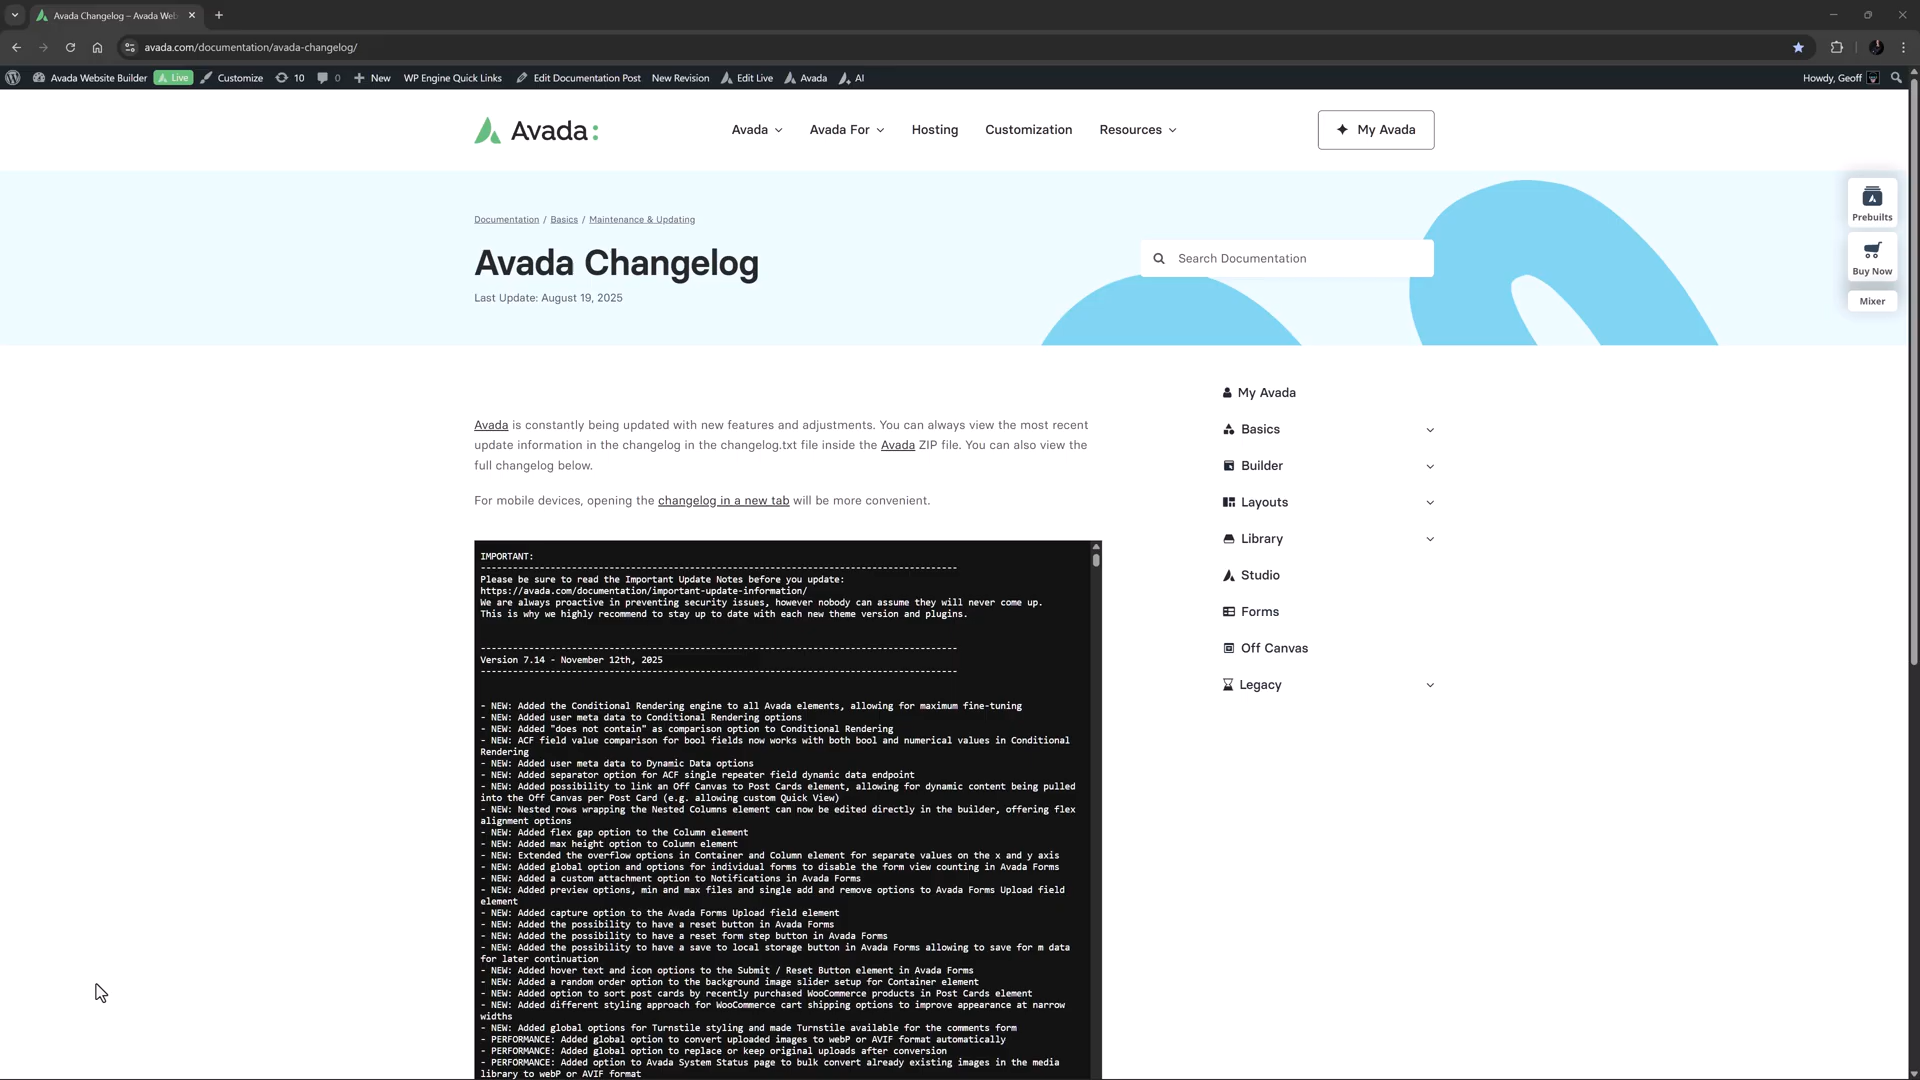 Avada Changelog – Avada Web
avada.com/documentation/avada-changelog/
Avada Website Builder Live Customize 10 0 New WP Engine Quick Links Edit Documentation Post New Revision Edit Live Avada AI Howdy, Geoff
Avada:
Avada Avada For Hosting Customization Resources My Avada
Prebuilts
Buy Now
Mixer
Documentation / Basics / Maintenance & Updating
Avada Changelog
Last Update: August 19, 2025
Search Documentation
Avada is constantly being updated with new features and adjustments. You can always view the most recent
update information in the changelog in the changelog.txt file inside the Avada ZIP file. You can also view the
full changelog below.
For mobile devices, opening the changelog in a new tab will be more convenient.
IMPORTANT:
----------------------------------------------------------------------------------------
Please be sure to read the Important Update Notes before you update:
https://avada.com/documentation/important-update-information/
We are always proactive in preventing security issues, however nobody can assume they will never come up.
This is why we highly recommend to stay up to date with each new theme version and plugins.
----------------------------------------------------------------------------------------
Version 7.14 - November 12th, 2025
----------------------------------------------------------------------------------------
- NEW: Added the Conditional Rendering engine to all Avada elements, allowing for maximum fine-tuning
- NEW: Added user meta data to Conditional Rendering options
- NEW: Added "does not contain" as comparison option to Conditional Rendering
- NEW: ACF field value comparison for bool fields now works with both bool and numerical values in Conditional
Rendering
- NEW: Added user meta data to Dynamic Data options
- NEW: Added separator option for ACF single repeater field dynamic data endpoint
- NEW: Added possibility to link an Off Canvas to Post Cards element, allowing for dynamic content being pulled
into the Off Canvas per Post Card (e.g. allowing custom Quick View)
- NEW: Nested rows wrapping the Nested Columns element can now be edited directly in the builder, offering flex
alignment options
- NEW: Added flex gap option to the Column element
- NEW: Added max height option to Column element
- NEW: Extended the overflow options in Container and Column element for separate values on the x and y axis
- NEW: Added global option and options for individual forms to disable the form view counting in Avada Forms
- NEW: Added a custom attachment option to Notifications in Avada Forms
- NEW: Added preview options, min and max files and single add and remove options to Avada Forms Upload field
element
- NEW: Added capture option to the Avada Forms Upload field element
- NEW: Added the possibility to have a reset button in Avada Forms
- NEW: Added the possibility to have a reset form step button in Avada Forms
- NEW: Added the possibility to have a save to local storage button in Avada Forms allowing to save for m data
for later continuation
- NEW: Added hover text and icon options to the Submit / Reset Button element in Avada Forms
- NEW: Added a random order option to the background image slider setup for Container element
- NEW: Added option to sort post cards by recently purchased WooCommerce products in Post Cards element
- NEW: Added different styling approach for WooCommerce cart shipping options to improve appearance at narrow
widths
- NEW: Added global options for Turnstile styling and made Turnstile available for the comments form
- PERFORMANCE: Added global option to convert uploaded images to webP or AVIF format automatically
- PERFORMANCE: Added global option to replace or keep original uploads after conversion
- PERFORMANCE: Added option to Avada System Status page to bulk convert already existing images in the media
library to webP or AVIF format
My Avada
Basics
Builder
Layouts
Library
Studio
Forms
Off Canvas
Legacy